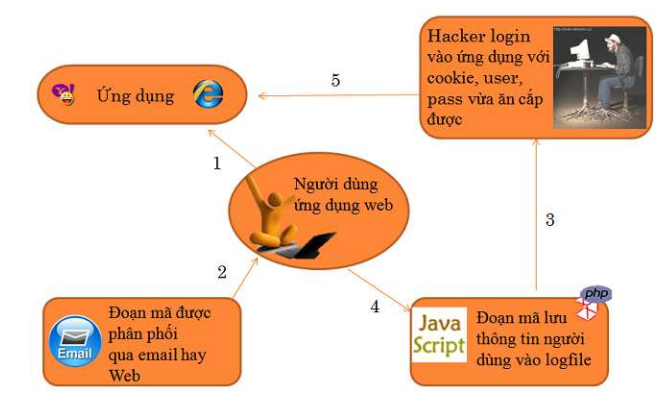 Hacker login
vào ứng dụng với
cookie, user,
pass vừa ăn cắp
được
5
Ứng dụng
1
Người dùng
ứng dụng web
3
2
4
Đoạn mã được
phân phối
qua email hay
Web
Email
Java
Script
php
Đoạn mã lưu
thông tin người
dùng vào logfile